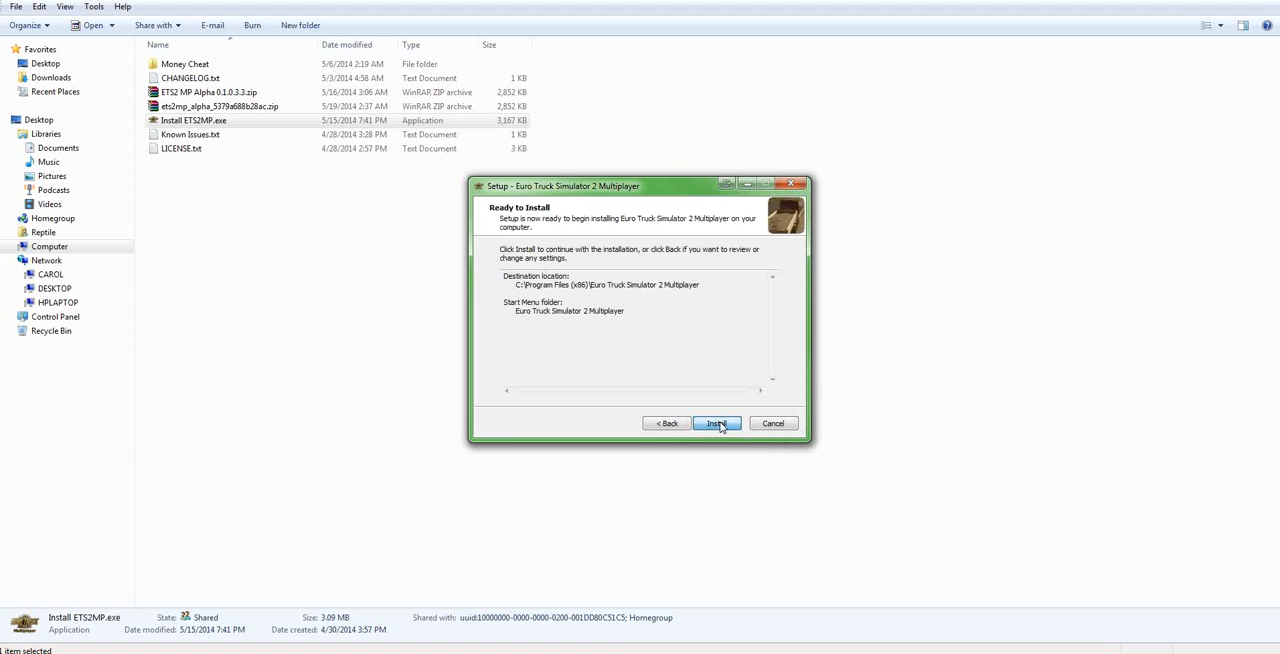 File Edit View Tools Help
Organize Open Share with E-mail Burn New folder
Name Date modified Type Size
Favorites
Desktop
Downloads
Recent Places
Desktop
Libraries
Documents
Music
Pictures
Podcasts
Videos
Homegroup
Reptile
Computer
Network
CAROL
DESKTOP
HPLAPTOP
Control Panel
Recycle Bin
Money Cheat 5/6/2014 2:19 AM File folder
CHANGELOG.txt 5/3/2014 4:58 AM Text Document 1 KB
ETS2 MP Alpha 0.1.0.3.3.zip 5/16/2014 3:06 AM WinRAR ZIP archive 2,852 KB
ets2mp_alpha_5379a688b28ac.zip 5/19/2014 2:37 AM WinRAR ZIP archive 2,852 KB
Install ETS2MP.exe 5/15/2014 7:41 PM Application 3,167 KB
Known Issues.txt 4/28/2014 3:28 PM Text Document 1 KB
LICENSE.txt 4/28/2014 2:57 PM Text Document 3 KB
Setup - Euro Truck Simulator 2 Multiplayer
Ready to Install
Setup is now ready to begin installing Euro Truck Simulator 2 Multiplayer on your
computer.
Click Install to continue with the installation, or click Back if you want to review or
change any settings.
Destination location:
C:\Program Files (x86)\Euro Truck Simulator 2 Multiplayer
Start Menu folder:
Euro Truck Simulator 2 Multiplayer
< Back Install Cancel
Install ETS2MP.exe State: Shared Size: 3.09 MB Shared with: uuid:10000000-0000-0000-0200-001DD80C51C5; Homegroup
Application Date modified: 5/15/2014 7:41 PM Date created: 4/30/2014 3:57 PM
1 item selected